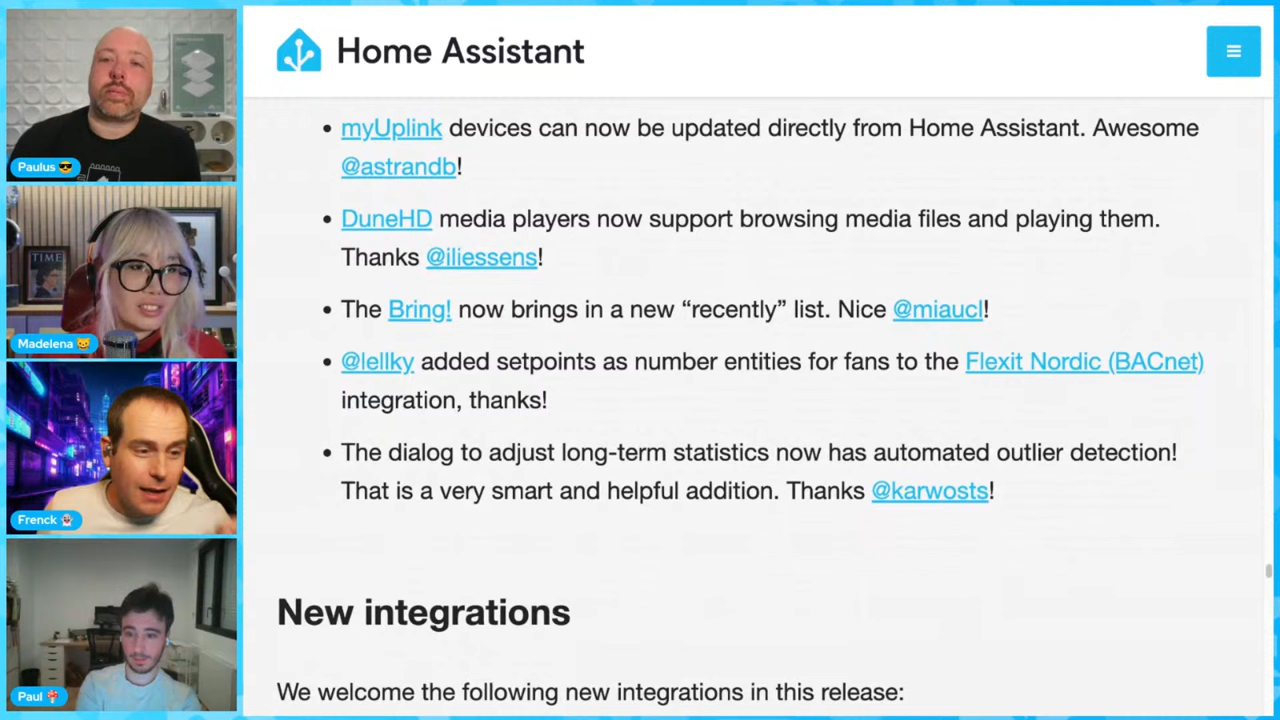 Home Assistant
myUplink devices can now be updated directly from Home Assistant. Awesome
@astrandb!
DuneHD media players now support browsing media files and playing them.
Thanks @iliessens!
The Bring! now brings in a new “recently” list. Nice @miaucl!
@lellky added setpoints as number entities for fans to the Flexit Nordic (BACnet)
integration, thanks!
The dialog to adjust long-term statistics now has automated outlier detection!
That is a very smart and helpful addition. Thanks @karwosts!
New integrations
We welcome the following new integrations in this release:
Paulus 😎
TIME
Madelena 🐱
Frenck 👻
Paul 🍄